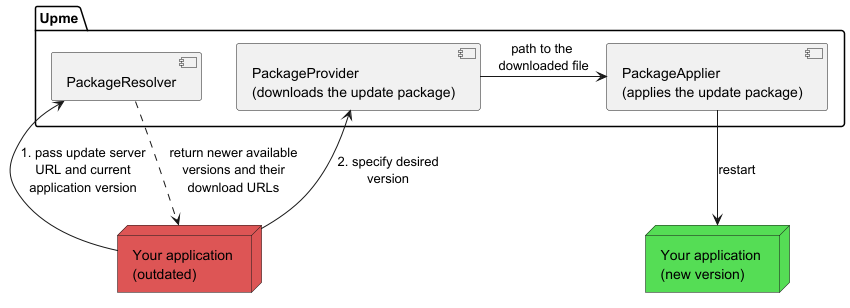 Upme
PackageResolver
PackageProvider
(downloads the update package)
path to the
downloaded file
PackageApplier
(applies the update package)
1. pass update server
URL and current
application version
return newer available
versions and their
download URLs
2. specify desired
version
restart
Your application
(outdated)
Your application
(new version)